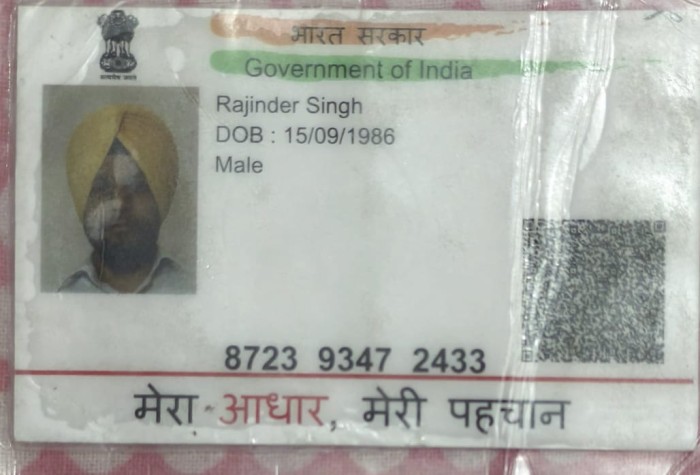 भारत सरकार
Government of India
Rajinder Singh
DOB : 15/09/1986
Male
8723 9347 2433
मेरा आधार, मेरी पहचान